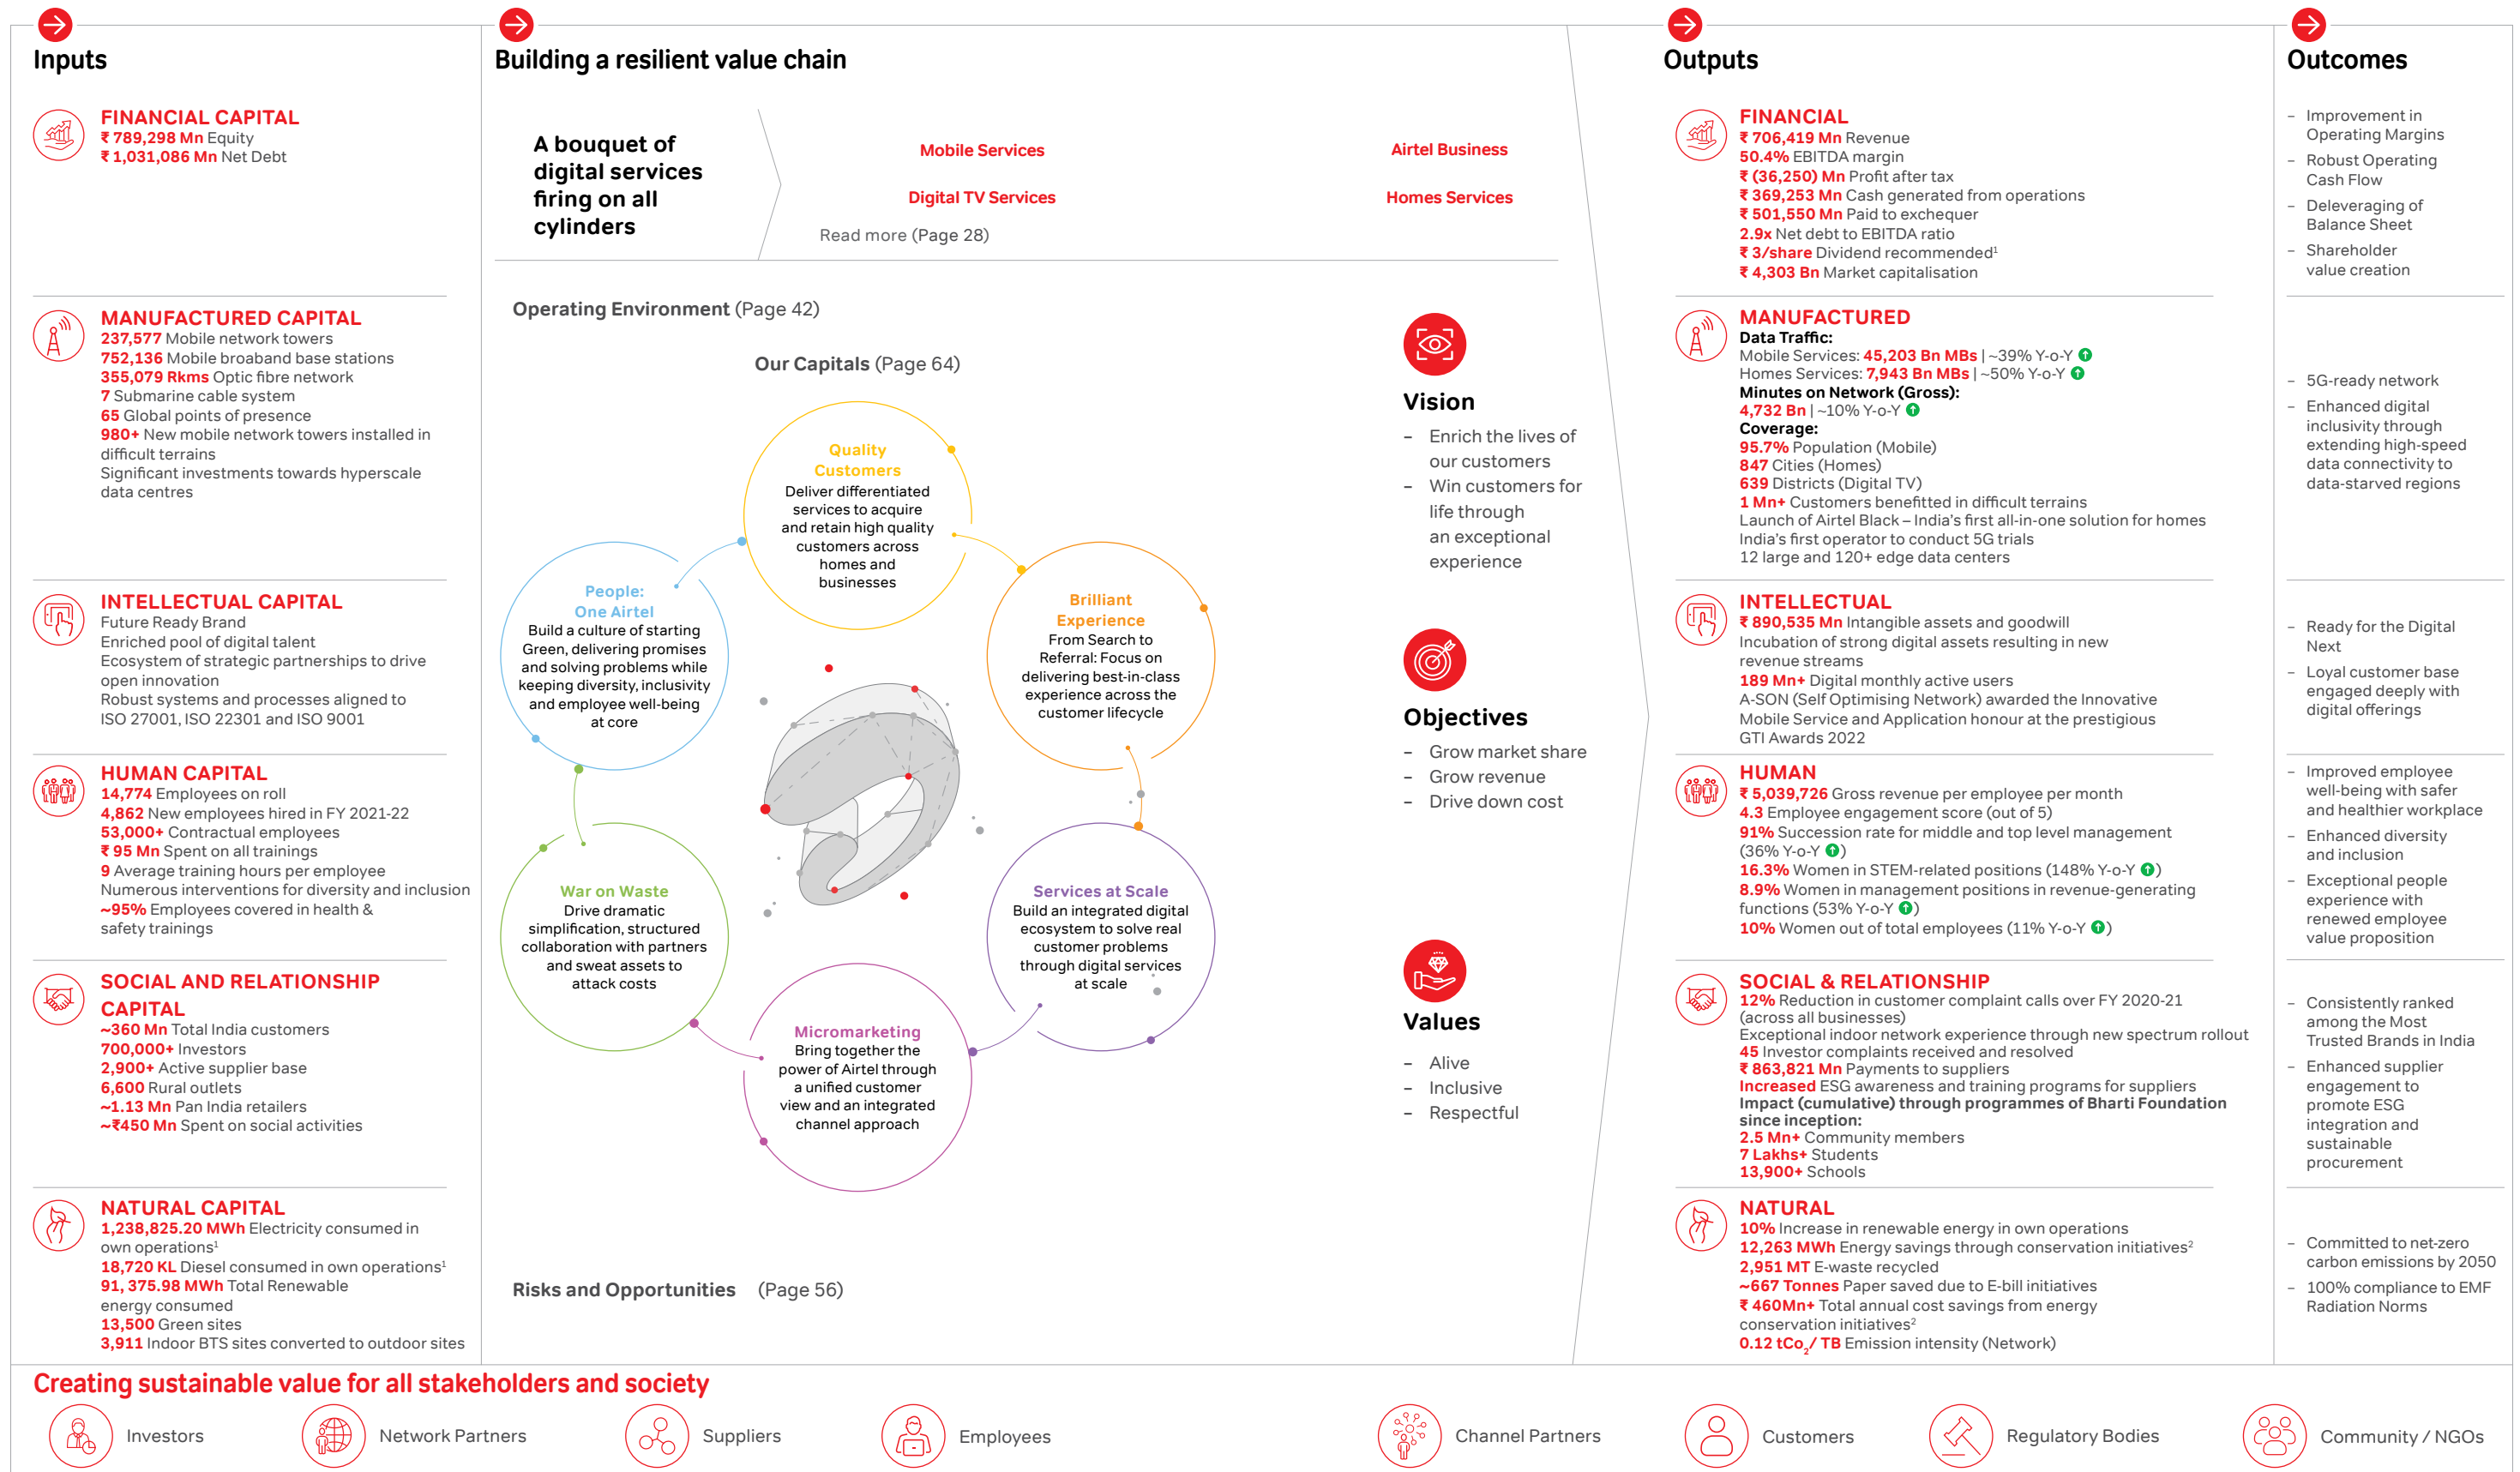 Inputs
FINANCIAL CAPITAL
₹ 789,298 Mn Equity
₹ 1,031,086 Mn Net Debt
MANUFACTURED CAPITAL
237,577 Mobile network towers
752,136 Mobile broaband base stations
355,079 Rkms Optic fibre network
7 Submarine cable system
65 Global points of presence
980+ New mobile network towers installed in
difficult terrains
Significant investments towards hyperscale
data centres
INTELLECTUAL CAPITAL
Future Ready Brand
Enriched pool of digital talent
Ecosystem of strategic partnerships to drive
open innovation
Robust systems and processes aligned to
ISO 27001, ISO 22301 and ISO 9001
HUMAN CAPITAL
14,774 Employees on roll
4,862 New employees hired in FY 2021-22
53,000+ Contractual employees
₹ 95 Mn Spent on all trainings
9 Average training hours per employee
Numerous interventions for diversity and inclusion
~95% Employees covered in health &
safety trainings
SOCIAL AND RELATIONSHIP
CAPITAL
~360 Mn Total India customers
700,000+ Investors
2,900+ Active supplier base
6,600 Rural outlets
~1.13 Mn Pan India retailers
~₹450 Mn Spent on social activities
NATURAL CAPITAL
1,238,825.20 MWh Electricity consumed in
own operations¹
18,720 KL Diesel consumed in own operations¹
91, 375.98 MWh Total Renewable
energy consumed
13,500 Green sites
3,911 Indoor BTS sites converted to outdoor sites
Building a resilient value chain
A bouquet of
digital services
firing on all
cylinders
Mobile Services
Airtel Business
Digital TV Services
Homes Services
Read more (Page 28)
Operating Environment (Page 42)
Our Capitals (Page 64)
Quality
Customers
Deliver differentiated
services to acquire
and retain high quality
customers across
homes and
businesses
People:
One Airtel
Build a culture of starting
Green, delivering promises
and solving problems while
keeping diversity, inclusivity
and employee well-being
at core
Brilliant
Experience
From Search to
Referral: Focus on
delivering best-in-class
experience across the
customer lifecycle
War on Waste
Drive dramatic
simplification, structured
collaboration with partners
and sweat assets to
attack costs
Services at Scale
Build an integrated digital
ecosystem to solve real
customer problems
through digital services
at scale
Micromarketing
Bring together the
power of Airtel through
a unified customer
view and an integrated
channel approach
Risks and Opportunities (Page 56)
Vision
– Enrich the lives of
our customers
– Win customers for
life through
an exceptional
experience
Objectives
– Grow market share
– Grow revenue
– Drive down cost
Values
– Alive
– Inclusive
– Respectful
Outputs
FINANCIAL
₹ 706,419 Mn Revenue
50.4% EBITDA margin
₹ (36,250) Mn Profit after tax
₹ 369,253 Mn Cash generated from operations
₹ 501,550 Mn Paid to exchequer
2.9x Net debt to EBITDA ratio
₹ 3/share Dividend recommended¹
₹ 4,303 Bn Market capitalisation
MANUFACTURED
Data Traffic:
Mobile Services: 45,203 Bn MBs | ~39% Y-o-Y
Homes Services: 7,943 Bn MBs | ~50% Y-o-Y
Minutes on Network (Gross):
4,732 Bn | ~10% Y-o-Y
Coverage:
95.7% Population (Mobile)
847 Cities (Homes)
639 Districts (Digital TV)
1 Mn+ Customers benefitted in difficult terrains
Launch of Airtel Black – India's first all-in-one solution for homes
India's first operator to conduct 5G trials
12 large and 120+ edge data centers
INTELLECTUAL
₹ 890,535 Mn Intangible assets and goodwill
Incubation of strong digital assets resulting in new
revenue streams
189 Mn+ Digital monthly active users
A-SON (Self Optimising Network) awarded the Innovative
Mobile Service and Application honour at the prestigious
GTI Awards 2022
HUMAN
₹ 5,039,726 Gross revenue per employee per month
4.3 Employee engagement score (out of 5)
91% Succession rate for middle and top level management
(36% Y-o-Y )
16.3% Women in STEM-related positions (148% Y-o-Y )
8.9% Women in management positions in revenue-generating
functions (53% Y-o-Y )
10% Women out of total employees (11% Y-o-Y )
SOCIAL & RELATIONSHIP
12% Reduction in customer complaint calls over FY 2020-21
(across all businesses)
Exceptional indoor network experience through new spectrum rollout
45 Investor complaints received and resolved
₹ 863,821 Mn Payments to suppliers
Increased ESG awareness and training programs for suppliers
Impact (cumulative) through programmes of Bharti Foundation
since inception:
2.5 Mn+ Community members
7 Lakhs+ Students
13,900+ Schools
NATURAL
10% Increase in renewable energy in own operations
12,263 MWh Energy savings through conservation initiatives²
2,951 MT E-waste recycled
~667 Tonnes Paper saved due to E-bill initiatives
₹ 460Mn+ Total annual cost savings from energy
conservation initiatives²
0.12 tCo₂/ TB Emission intensity (Network)
Outcomes
– Improvement in
Operating Margins
– Robust Operating
Cash Flow
– Deleveraging of
Balance Sheet
– Shareholder
value creation
– 5G-ready network
– Enhanced digital
inclusivity through
extending high-speed
data connectivity to
data-starved regions
– Ready for the Digital
Next
– Loyal customer base
engaged deeply with
digital offerings
– Improved employee
well-being with safer
and healthier workplace
– Enhanced diversity
and inclusion
– Exceptional people
experience with
renewed employee
value proposition
– Consistently ranked
among the Most
Trusted Brands in India
– Enhanced supplier
engagement to
promote ESG
integration and
sustainable
procurement
– Committed to net-zero
carbon emissions by 2050
– 100% compliance to EMF
Radiation Norms
Creating sustainable value for all stakeholders and society
Investors
Network Partners
Suppliers
Employees
Channel Partners
Customers
Regulatory Bodies
Community / NGOs